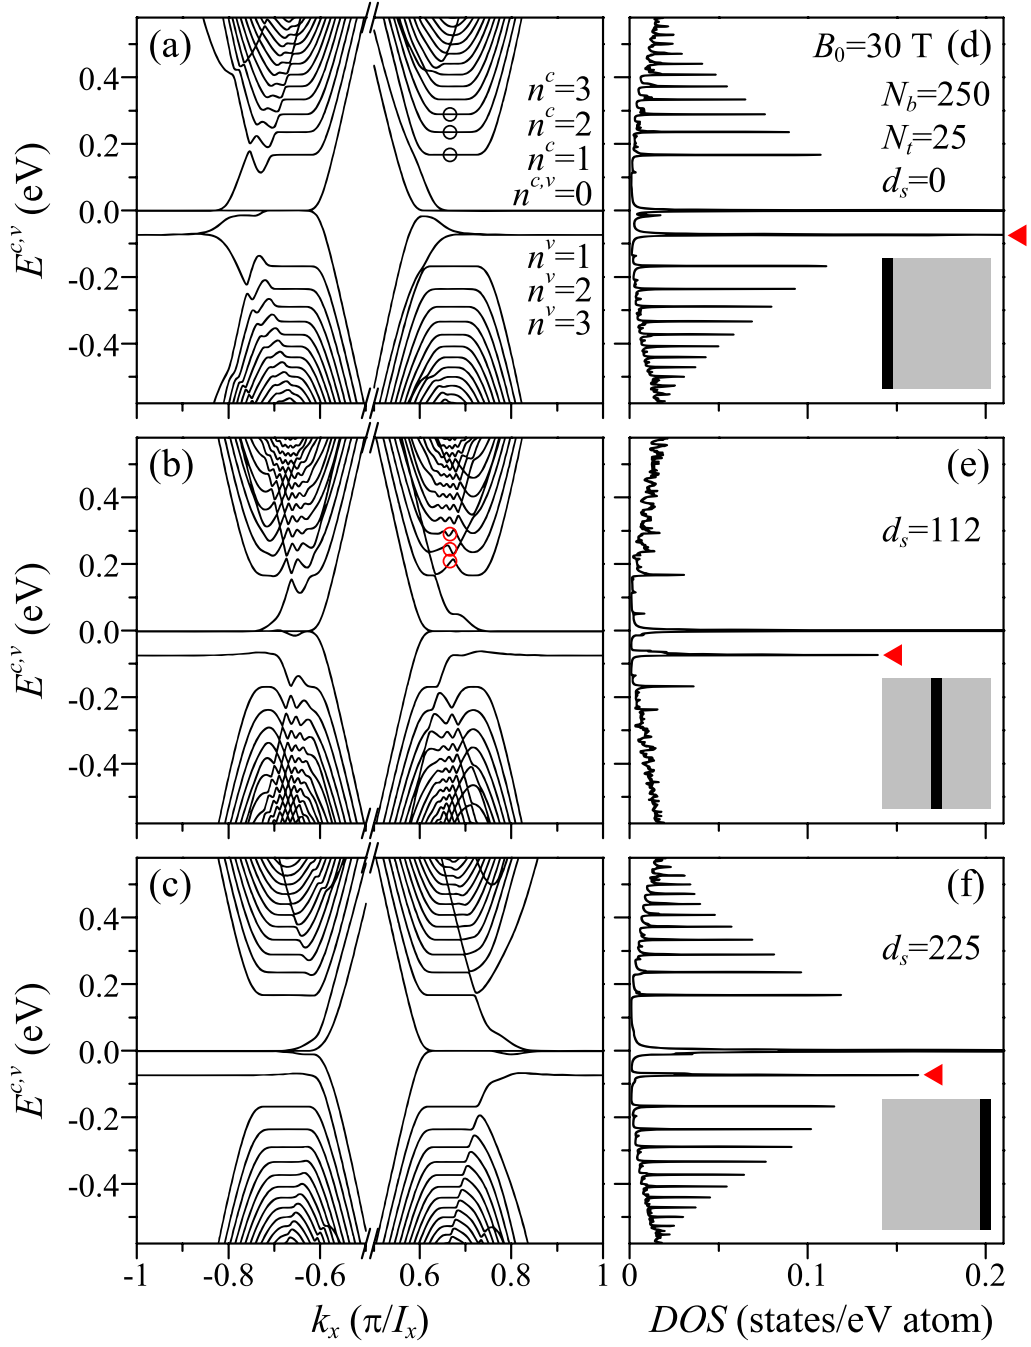 (a)
n^c=3
n^c=2
n^c=1
n^{c,v}=0
n^v=1
n^v=2
n^v=3
E^{c,v} (eV)
0.4
0.2
0.0
-0.2
-0.4
(d)
B_0=30 T
N_b=250
N_t=25
d_s=0
(b)
E^{c,v} (eV)
0.4
0.2
0.0
-0.2
-0.4
(e)
d_s=112
(c)
E^{c,v} (eV)
0.4
0.2
0.0
-0.2
-0.4
(f)
d_s=225
-1 -0.8 -0.6 0.6 0.8 1
k_x (π/I_x)
0 0.1 0.2
DOS (states/eV atom)